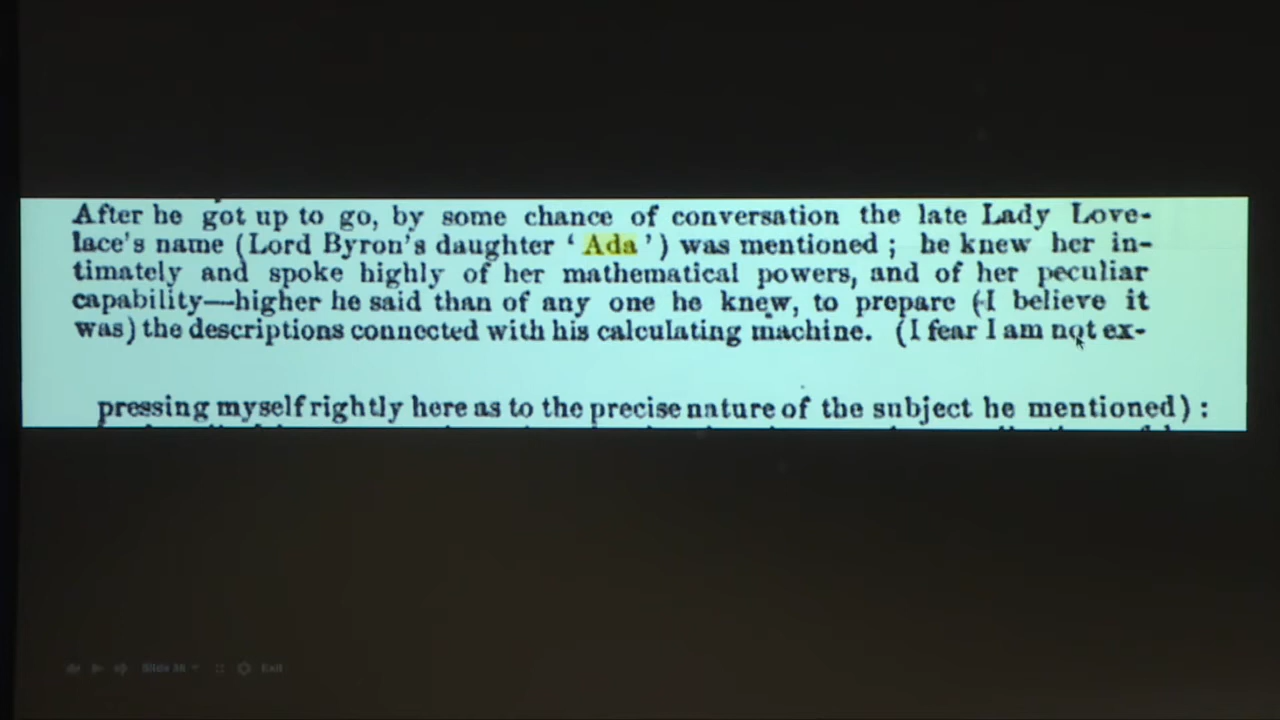 After he got up to go, by some chance of conversation the late Lady Love-
lace's name (Lord Byron's daughter ‘ Ada ’) was mentioned ; he knew her in-
timately and spoke highly of her mathematical powers, and of her peculiar
capability—higher he said than of any one he knew, to prepare (I believe it
was) the descriptions connected with his calculating machine. (I fear I am not ex-
pressing myself rightly here as to the precise nature of the subject he mentioned) :
Exit